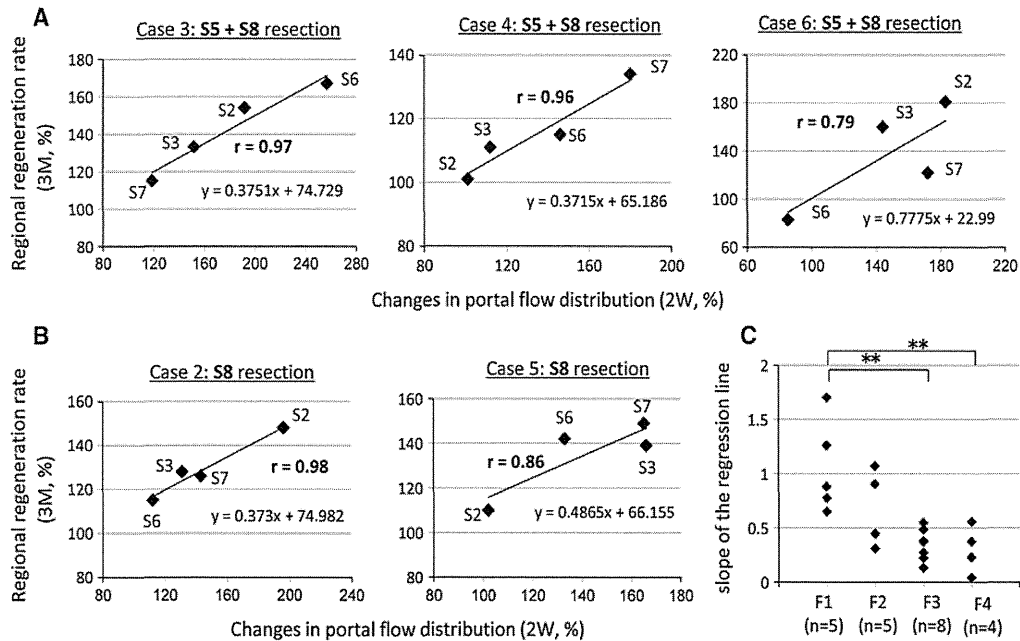 A
Case 3: S5 + S8 resection
Case 4: S5 + S8 resection
Case 6: S5 + S8 resection
Regional regeneration rate
(3M, %)
180
160
140
120
100
80
80
120
160
200
240
280
S7
S3
S2
S6
r = 0.97
y = 0.3751x + 74.729
140
120
100
80
80
100
120
140
160
180
200
S2
S3
S6
S7
r = 0.96
y = 0.3715x + 65.186
220
180
140
100
60
60
100
140
180
220
S6
S3
S2
S7
r = 0.79
y = 0.7775x + 22.99
Changes in portal flow distribution (2W, %)
B
Case 2: S8 resection
Case 5: S8 resection
Regional regeneration rate
(3M, %)
160
140
120
100
80
80
120
160
200
240
S6
S3
S7
S2
r = 0.98
y = 0.373x + 74.982
160
140
120
100
80
80
100
120
140
160
180
S2
S6
S7
S3
r = 0.86
y = 0.4865x + 66.155
Changes in portal flow distribution (2W, %)
C
**
**
slope of the regression line
2
1.5
1
0.5
0
F1
(n=5)
F2
(n=5)
F3
(n=8)
F4
(n=4)